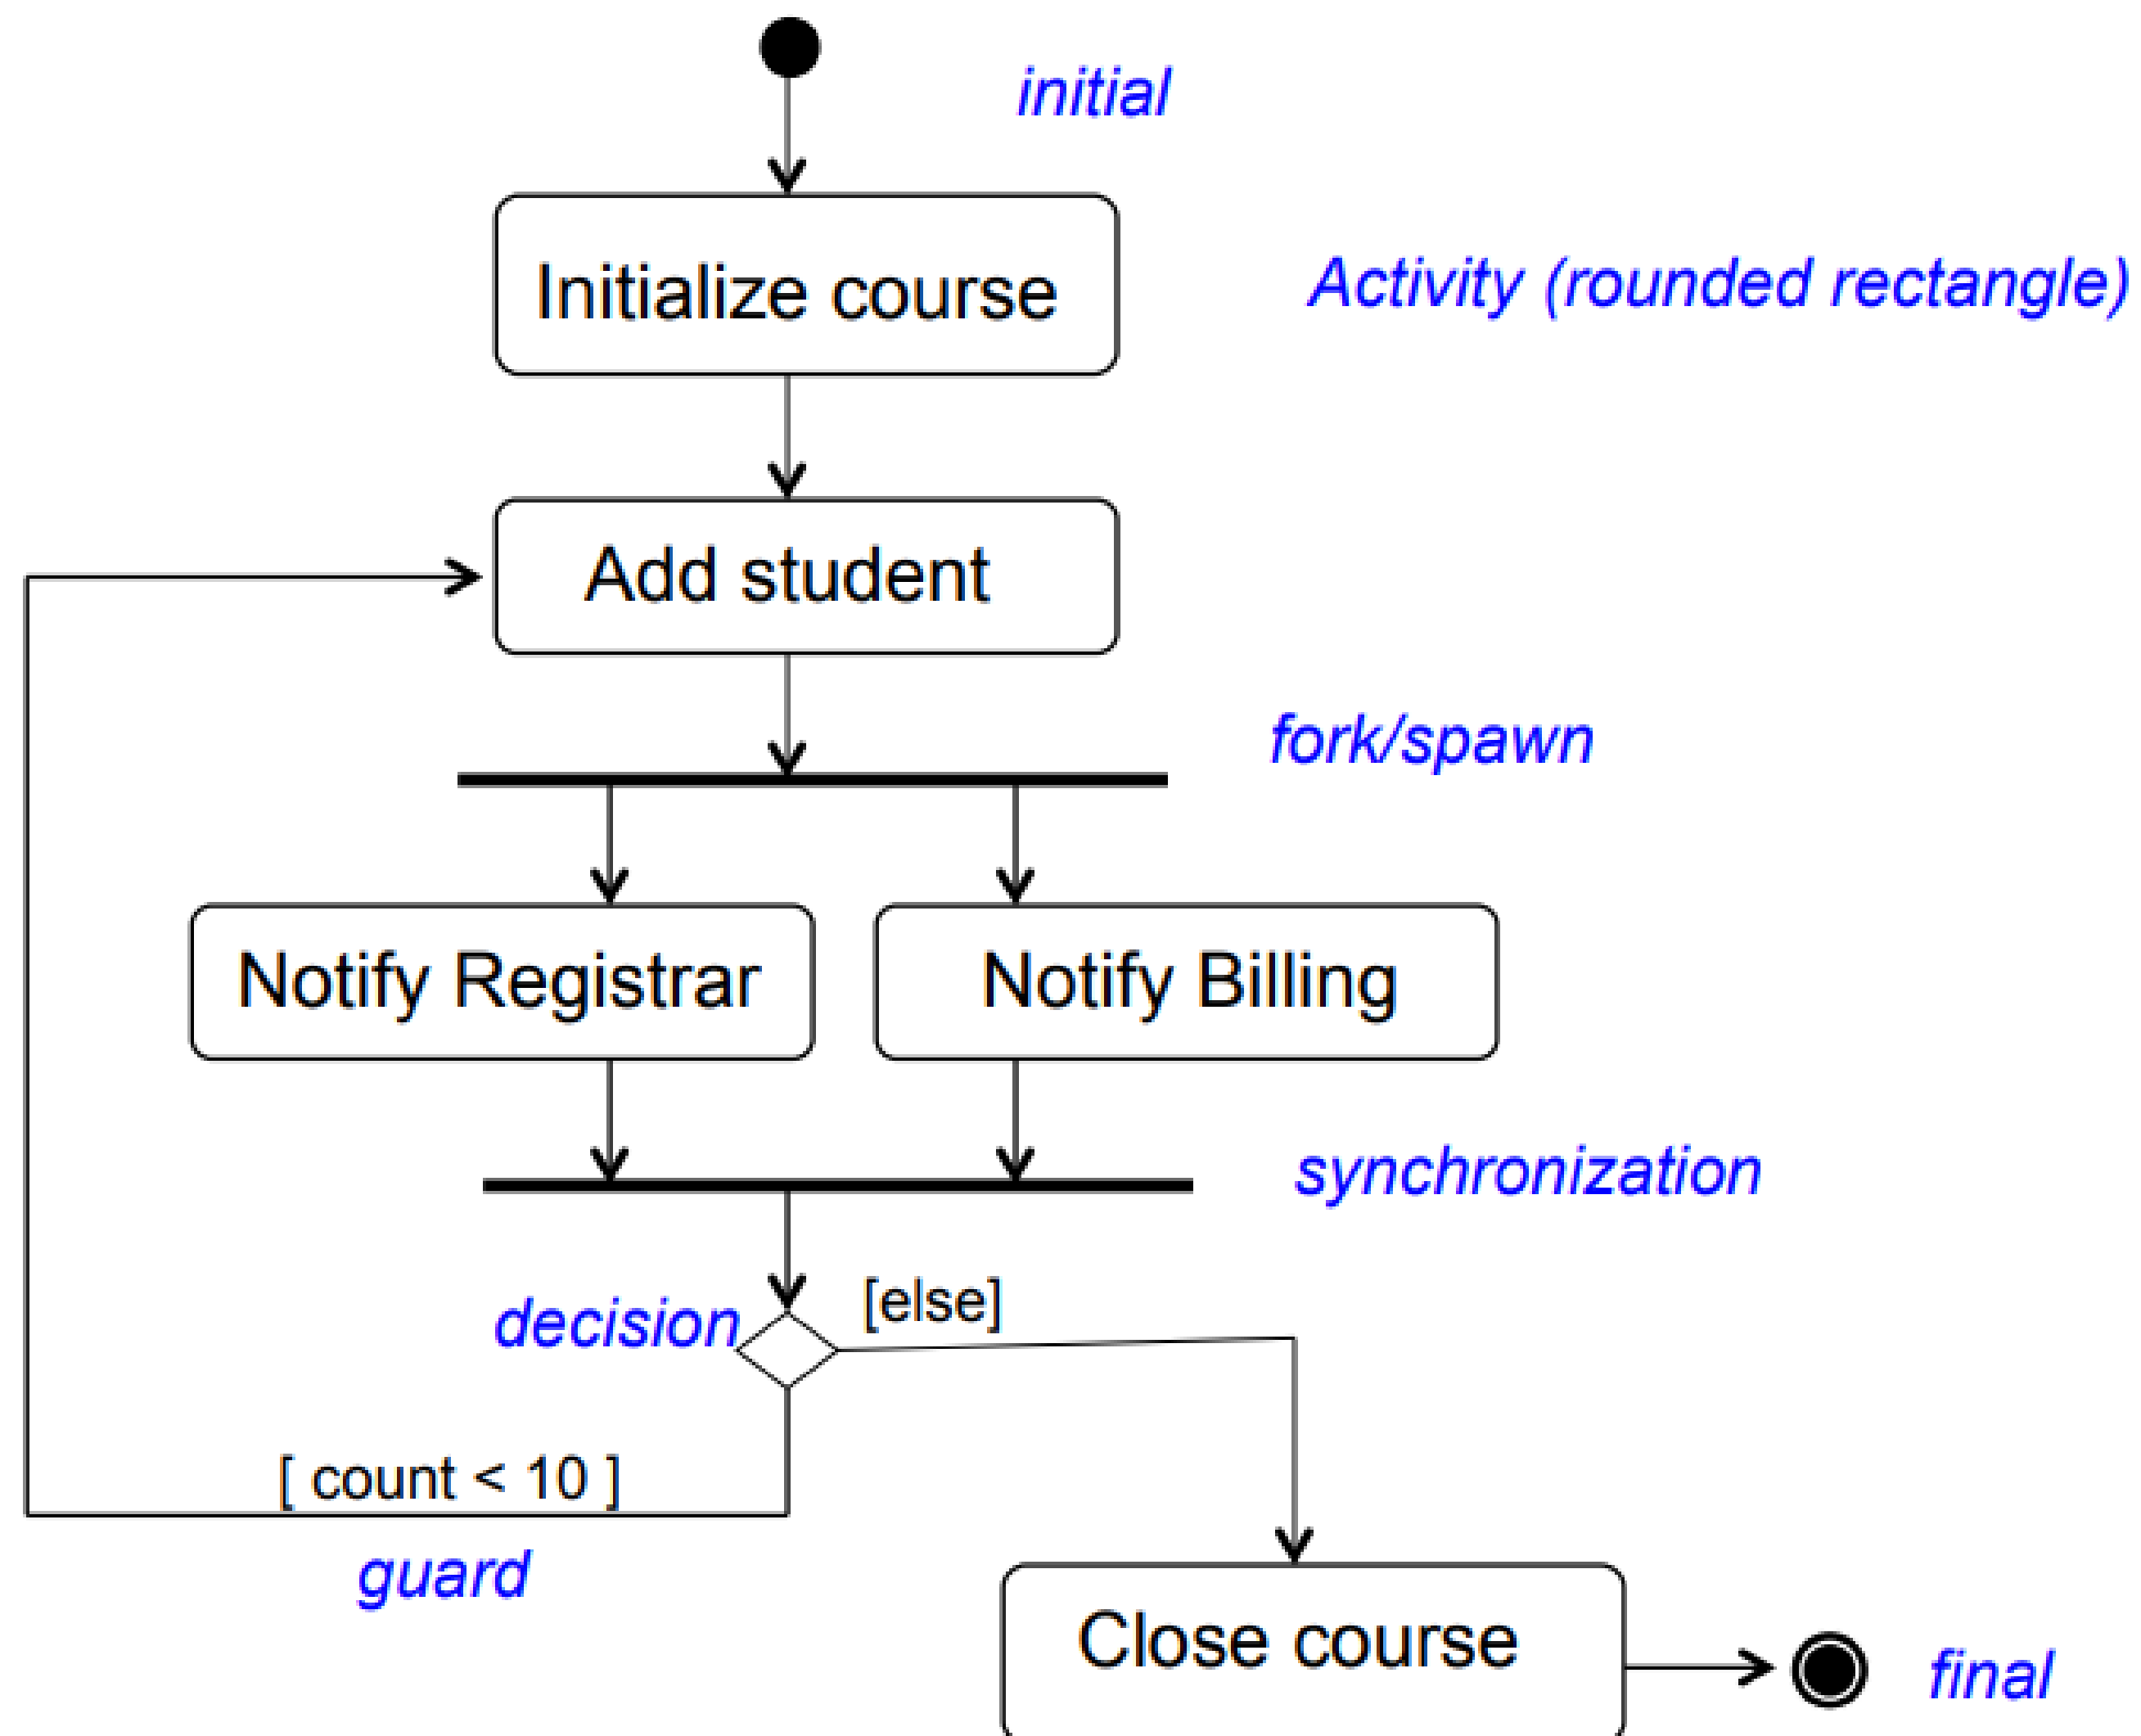 initial
Initialize course
Activity (rounded rectangle)
Add student
fork/spawn
Notify Registrar
Notify Billing
synchronization
decision
[else]
[ count < 10 ]
guard
Close course
final